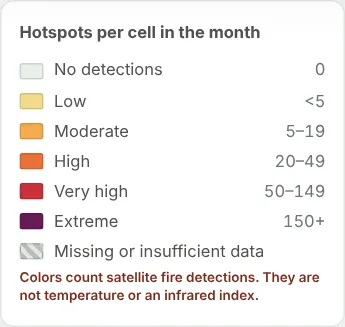 Hotspots per cell in the month
No detections 0
Low <5
Moderate 5–19
High 20–49
Very high 50–149
Extreme 150+
Missing or insufficient data
Colors count satellite fire detections. They are
not temperature or an infrared index.